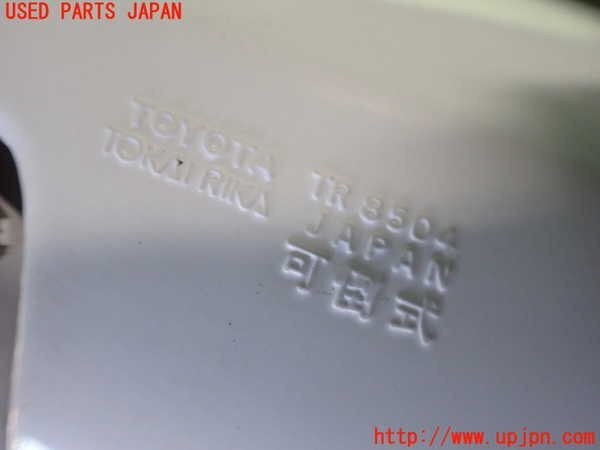 USED PARTS JAPAN
TOYOTA TR 8504
TOKAI RIKA JAPAN
可倒式
http://www.upjpn.com/